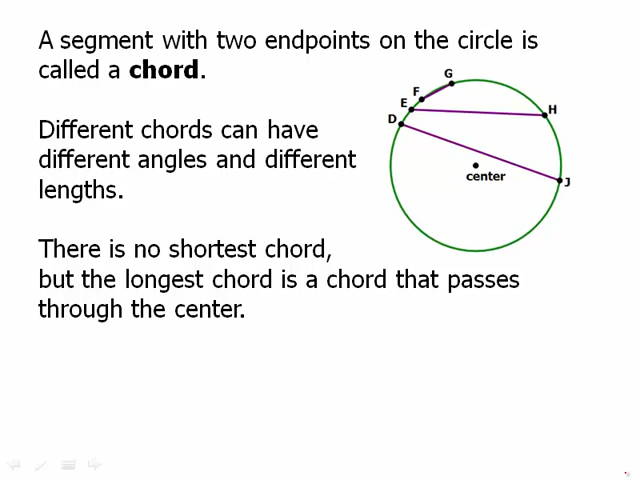 A segment with two endpoints on the circle is
called a chord.
Different chords can have
different angles and different
lengths.
There is no shortest chord,
but the longest chord is a chord that passes
through the center.
G
F
E
H
D
center
J